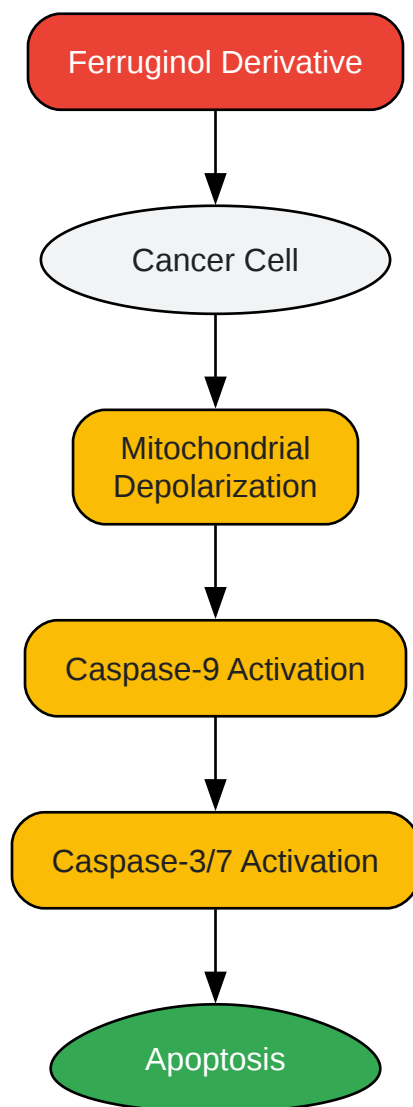 Ferruginol Derivative
Cancer Cell
Mitochondrial
Depolarization
Caspase-9 Activation
Caspase-3/7 Activation
Apoptosis